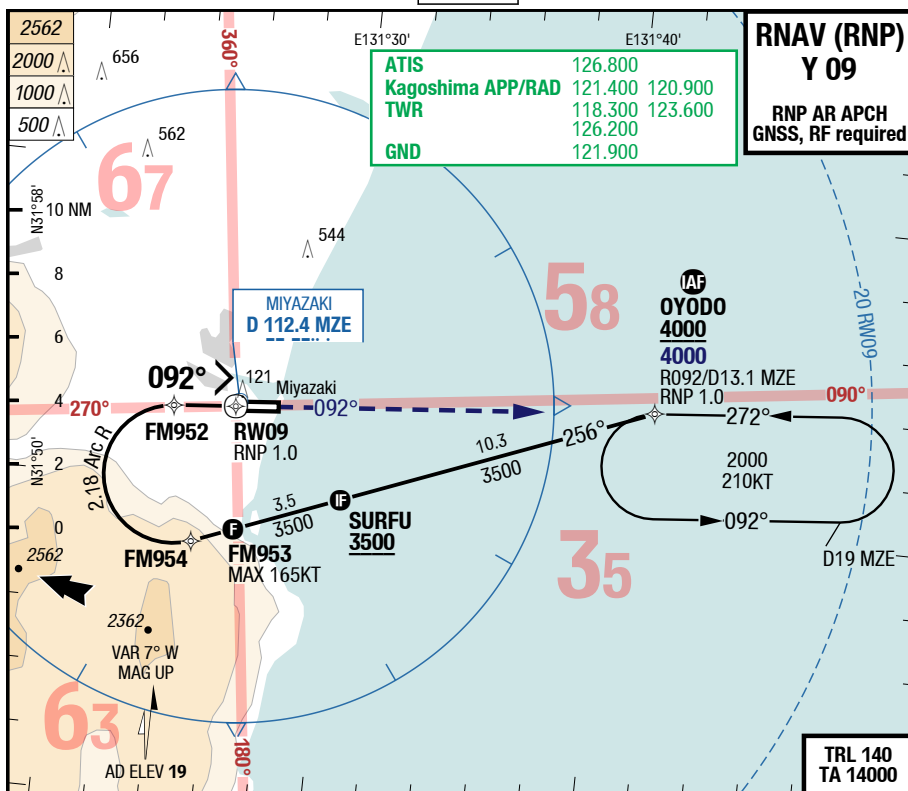 2562
2000
1000
500
656
562
544
360°
E131°30'
E131°40'
RNAV (RNP)
Y 09
RNP AR APCH
GNSS, RF required
ATIS 126.800
Kagoshima APP/RAD 121.400 120.900
TWR 118.300 123.600
126.200
GND 121.900
67
N31°58'
10 NM
8
6
4
2
0
N31°50'
58
IAF
OYODO
4000
4000
R092/D13.1 MZE
RNP 1.0
20 RW09
MIYAZAKI
D 112.4 MZE
092°
121
Miyazaki
270°
092°
090°
FM952
RW09
RNP 1.0
272°
2000
210KT
092°
D19 MZE
10.3
256°
3500
2.18 Arc R
3.5
3500
IF
SURFU
3500
F
FM953
MAX 165KT
FM954
35
2562
2362
VAR 7° W
MAG UP
63
AD ELEV 19
180°
TRL 140
TA 14000